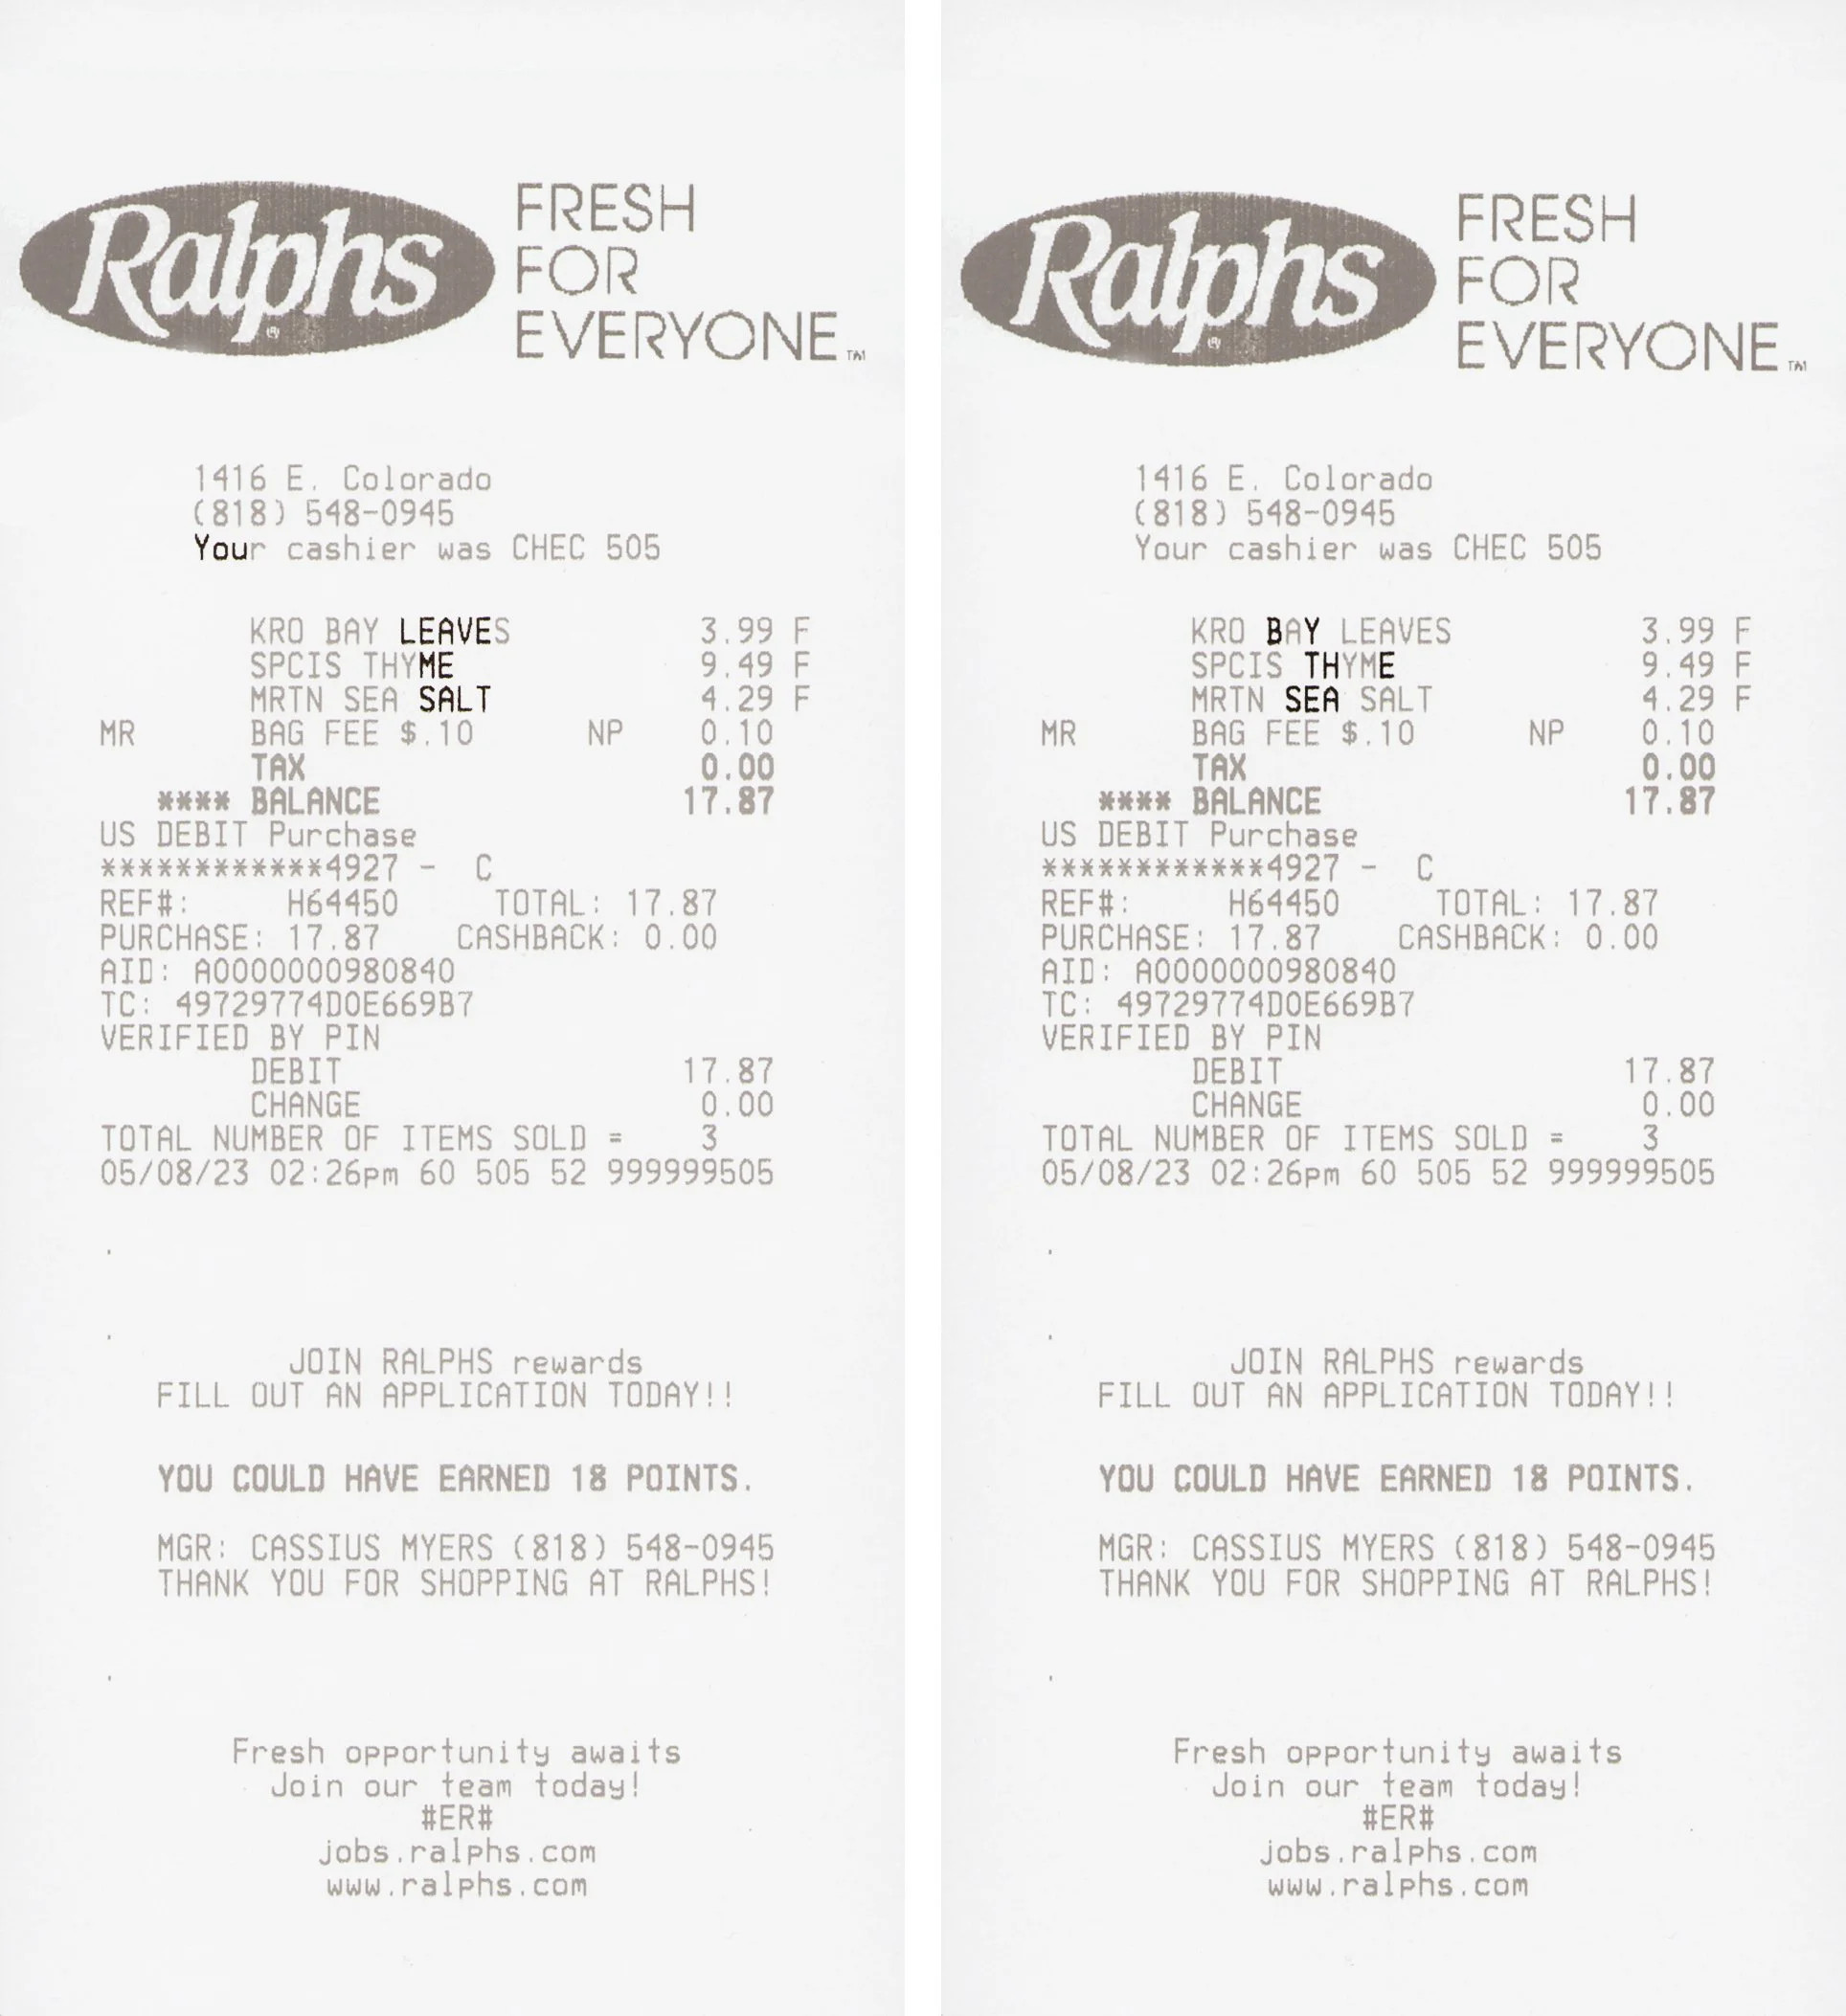 Ralphs®
FRESH
FOR
EVERYONE™
1416 E. Colorado
(818) 548-0945
Your cashier was CHEC 505
KRO BAY LEAVES 3.99 F
SPCIS THYME 9.49 F
MRTN SEA SALT 4.29 F
MR BAG FEE $.10 NP 0.10
TAX 0.00
**** BALANCE 17.87
US DEBIT Purchase
************4927 - C
REF#: H64450 TOTAL: 17.87
PURCHASE: 17.87 CASHBACK: 0.00
AID: A0000000980840
TC: 49729774D0E669B7
VERIFIED BY PIN
DEBIT 17.87
CHANGE 0.00
TOTAL NUMBER OF ITEMS SOLD = 3
05/08/23 02:26pm 60 505 52 999999505
JOIN RALPHS rewards
FILL OUT AN APPLICATION TODAY!!
YOU COULD HAVE EARNED 18 POINTS.
MGR: CASSIUS MYERS (818) 548-0945
THANK YOU FOR SHOPPING AT RALPHS!
Fresh opportunity awaits
Join our team today!
#ER#
jobs.ralphs.com
www.ralphs.com
Ralphs®
FRESH
FOR
EVERYONE™
1416 E. Colorado
(818) 548-0945
Your cashier was CHEC 505
KRO BAY LEAVES 3.99 F
SPCIS THYME 9.49 F
MRTN SEA SALT 4.29 F
MR BAG FEE $.10 NP 0.10
TAX 0.00
**** BALANCE 17.87
US DEBIT Purchase
************4927 - C
REF#: H64450 TOTAL: 17.87
PURCHASE: 17.87 CASHBACK: 0.00
AID: A0000000980840
TC: 49729774D0E669B7
VERIFIED BY PIN
DEBIT 17.87
CHANGE 0.00
TOTAL NUMBER OF ITEMS SOLD = 3
05/08/23 02:26pm 60 505 52 999999505
JOIN RALPHS rewards
FILL OUT AN APPLICATION TODAY!!
YOU COULD HAVE EARNED 18 POINTS.
MGR: CASSIUS MYERS (818) 548-0945
THANK YOU FOR SHOPPING AT RALPHS!
Fresh opportunity awaits
Join our team today!
#ER#
jobs.ralphs.com
www.ralphs.com